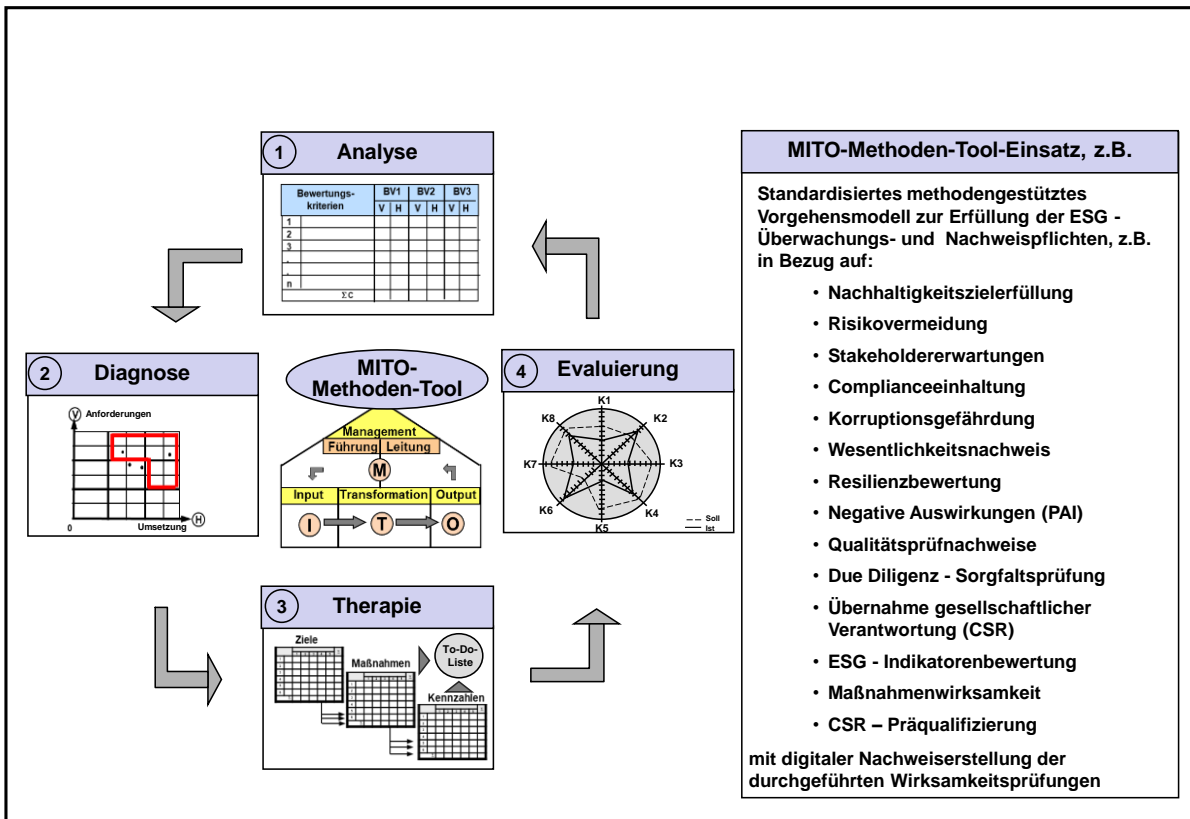 1
Analyse
Bewertungs-
kriterien
BV1 BV2 BV3
V H V H V H
1
2
3
.
.
n
ΣC
2
Diagnose
V Anforderungen
0
Umsetzung H
MITO-
Methoden-Tool
Management
Führung Leitung
M
Input Transformation Output
I T O
4
Evaluierung
K1
K2
K3
K4
K5
K6
K7
K8
Soll
Ist
3
Therapie
Ziele
Maßnahmen
Kennzahlen
To-Do-
Liste
MITO-Methoden-Tool-Einsatz, z.B.
Standardisiertes methodengestütztes
Vorgehensmodell zur Erfüllung der ESG -
Überwachungs- und Nachweispflichten, z.B.
in Bezug auf:
• Nachhaltigkeitszielerfüllung
• Risikovermeidung
• Stakeholdererwartungen
• Complianceeinhaltung
• Korruptionsgefährdung
• Wesentlichkeitsnachweis
• Resilienzbewertung
• Negative Auswirkungen (PAI)
• Qualitätsprüfnachweise
• Due Diligenz - Sorgfaltsprüfung
• Übernahme gesellschaftlicher
Verantwortung (CSR)
• ESG - Indikatorenbewertung
• Maßnahmenwirksamkeit
• CSR – Präqualifizierung
mit digitaler Nachweiserstellung der
durchgeführten Wirksamkeitsprüfungen